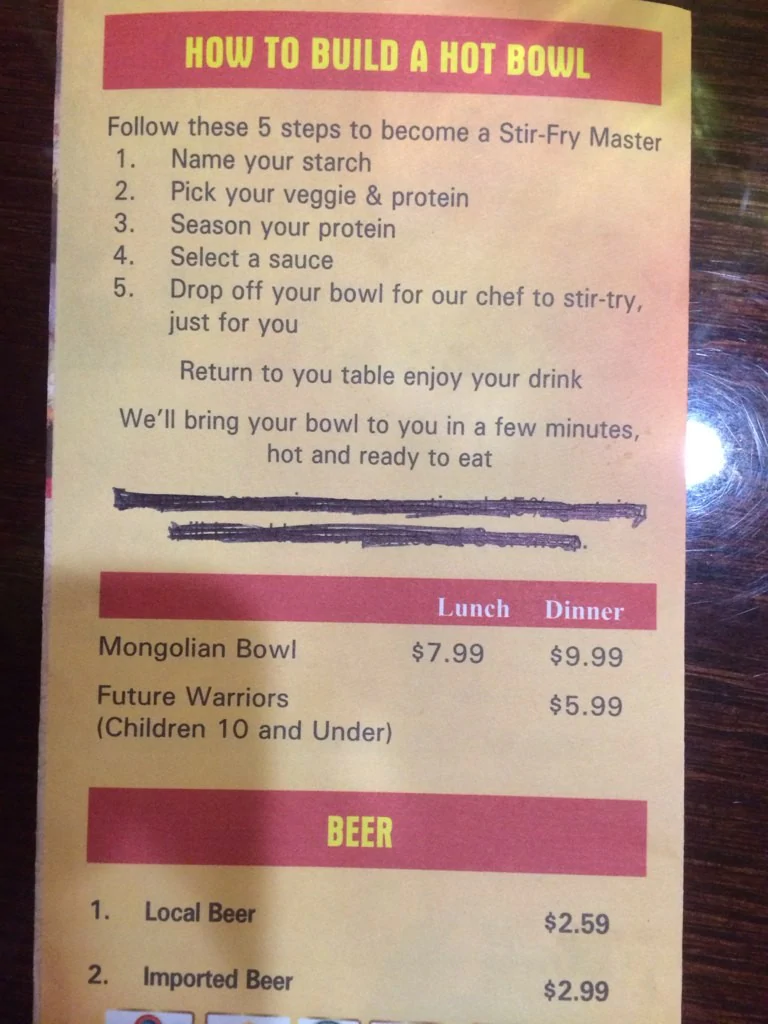 HOW TO BUILD A HOT BOWL
Follow these 5 steps to become a Stir-Fry Master
1. Name your starch
2. Pick your veggie & protein
3. Season your protein
4. Select a sauce
5. Drop off your bowl for our chef to stir-try,
just for you
Return to you table enjoy your drink
We'll bring your bowl to you in a few minutes,
hot and ready to eat
Lunch Dinner
Mongolian Bowl $7.99 $9.99
Future Warriors $5.99
(Children 10 and Under)
BEER
1. Local Beer $2.59
2. Imported Beer $2.99